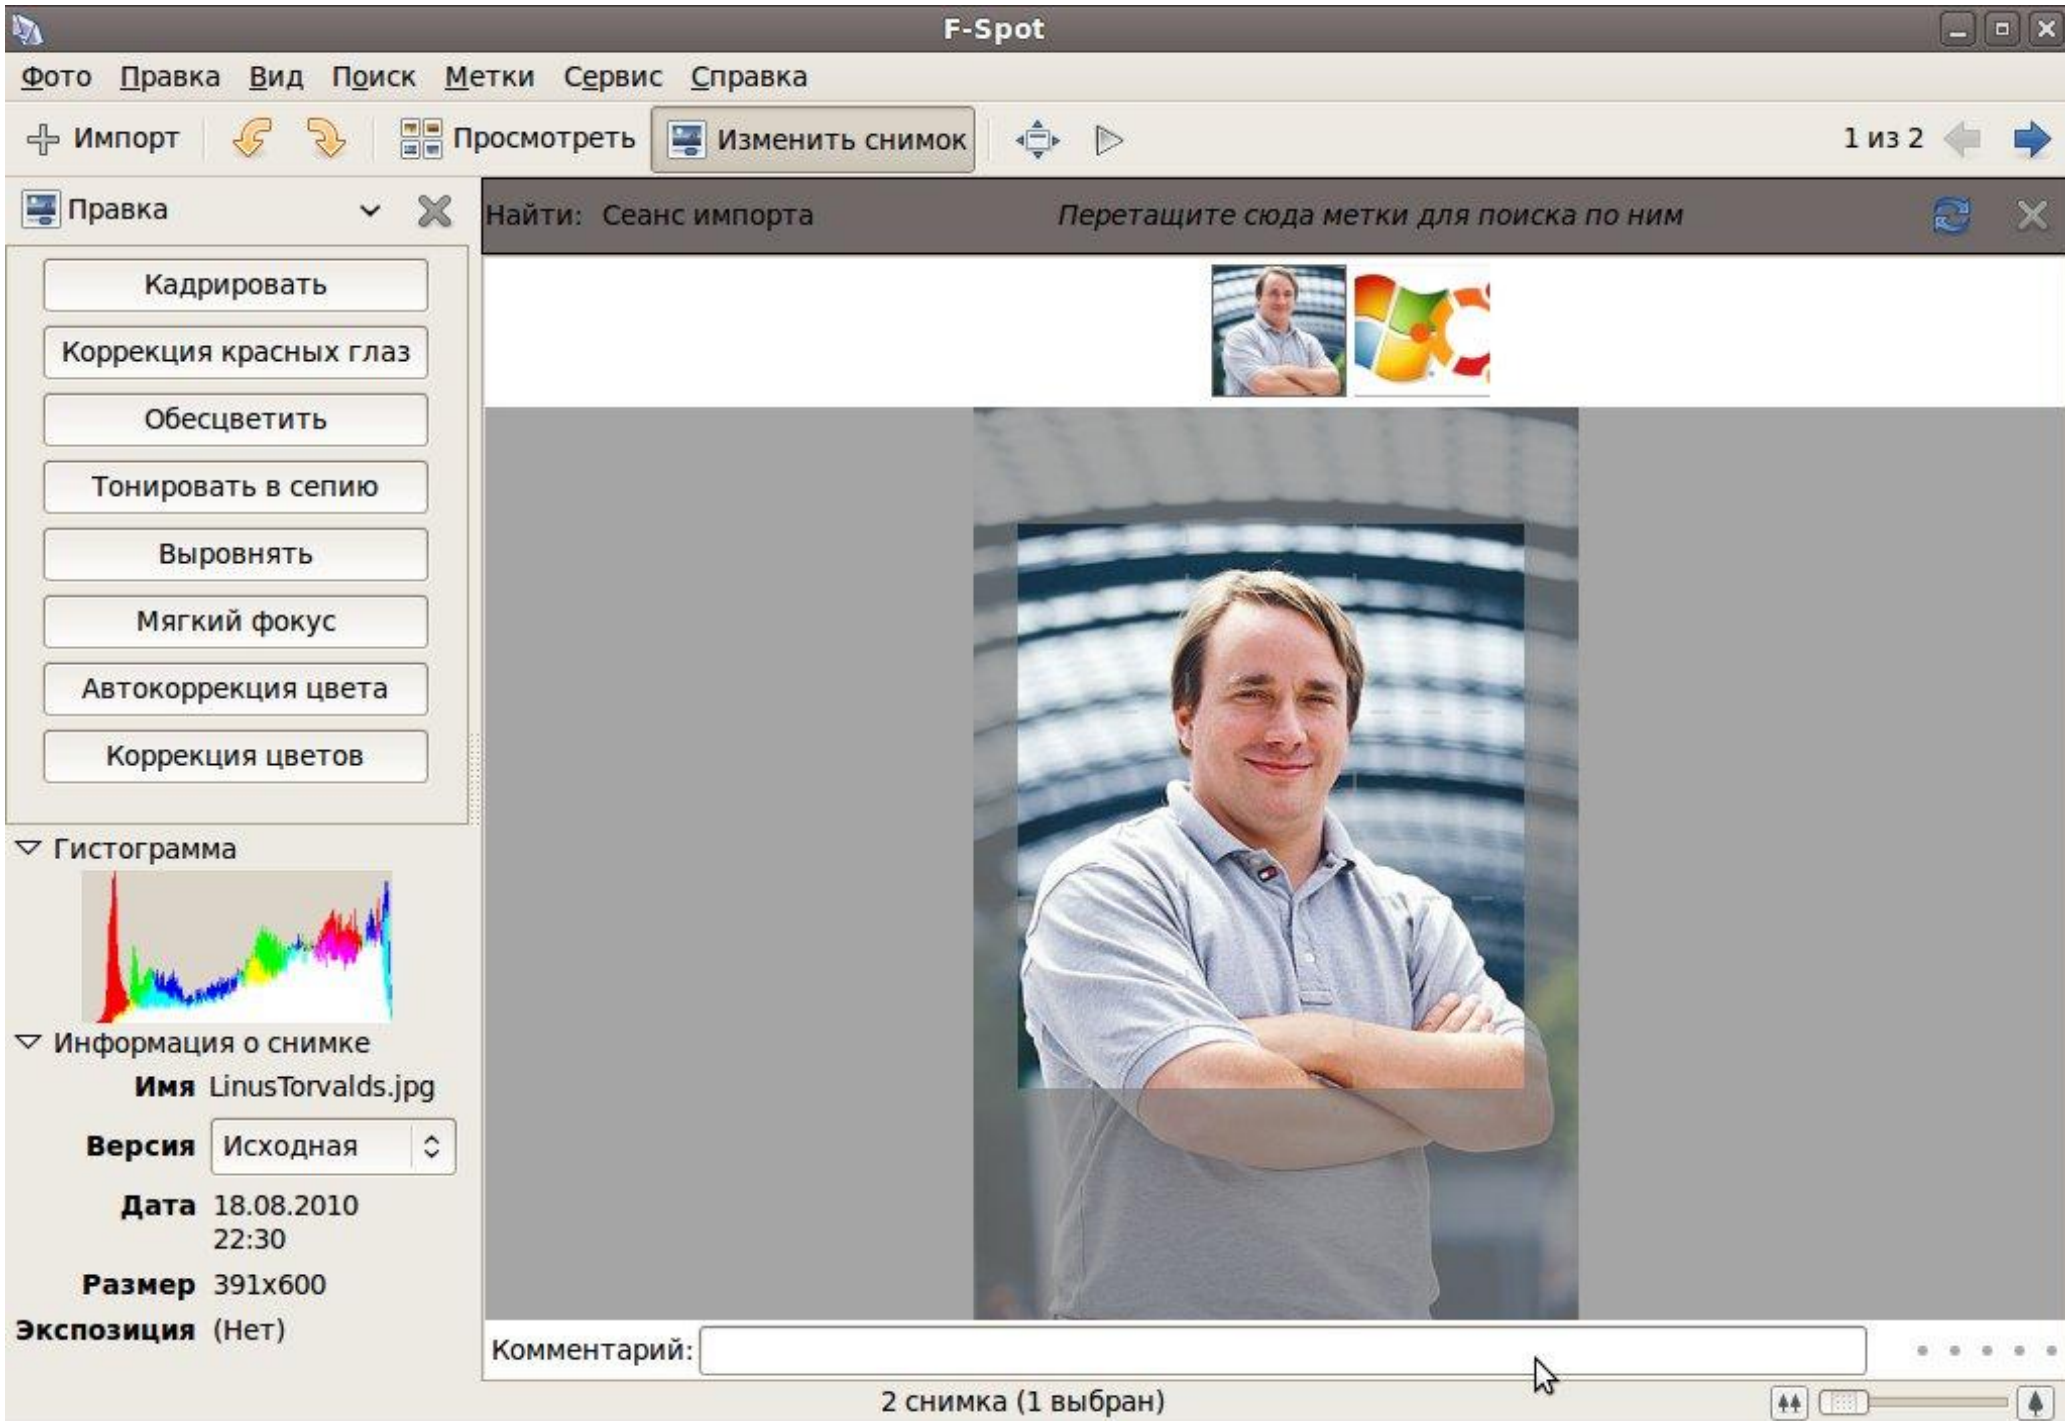 F-Spot
Фото Правка Вид Поиск Метки Сервис Справка
Импорт Просмотреть Изменить снимок 1 из 2
Правка
Найти: Сеанс импорта Перетащите сюда метки для поиска по ним
Кадрировать
Коррекция красных глаз
Обесцветить
Тонировать в сепию
Выровнять
Мягкий фокус
Автокоррекция цвета
Коррекция цветов
Гистограмма
Информация о снимке
Имя LinusTorvalds.jpg
Версия Исходная
Дата 18.08.2010
22:30
Размер 391x600
Экспозиция (Нет)
Комментарий:
2 снимка (1 выбран)